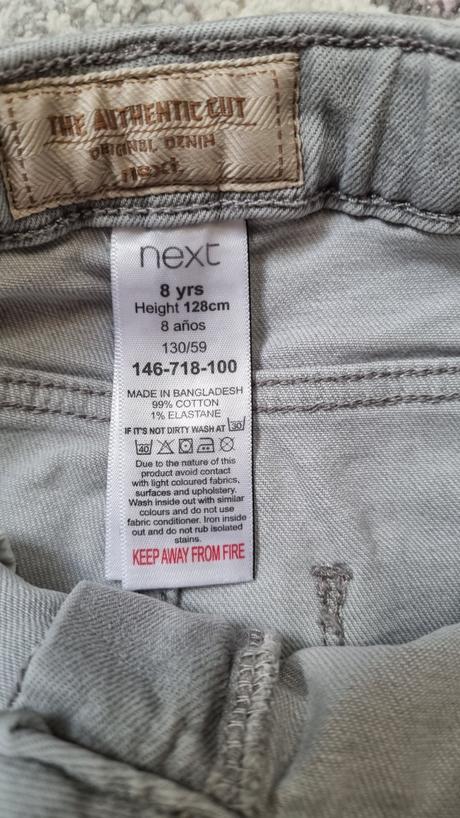 THE AUTHENTIC CUT
ORIGINAL DENIM
next
next
8 yrs
Height 128cm
8 años
130/59
146-718-100
MADE IN BANGLADESH
99% COTTON
1% ELASTANE
IF IT'S NOT DIRTY WASH AT 30
40
Due to the nature of this
product avoid contact
with light coloured fabrics,
surfaces and upholstery.
Wash inside out with similar
colours and do not use
fabric conditioner. Iron inside
out and do not rub isolated
stains.
KEEP AWAY FROM FIRE